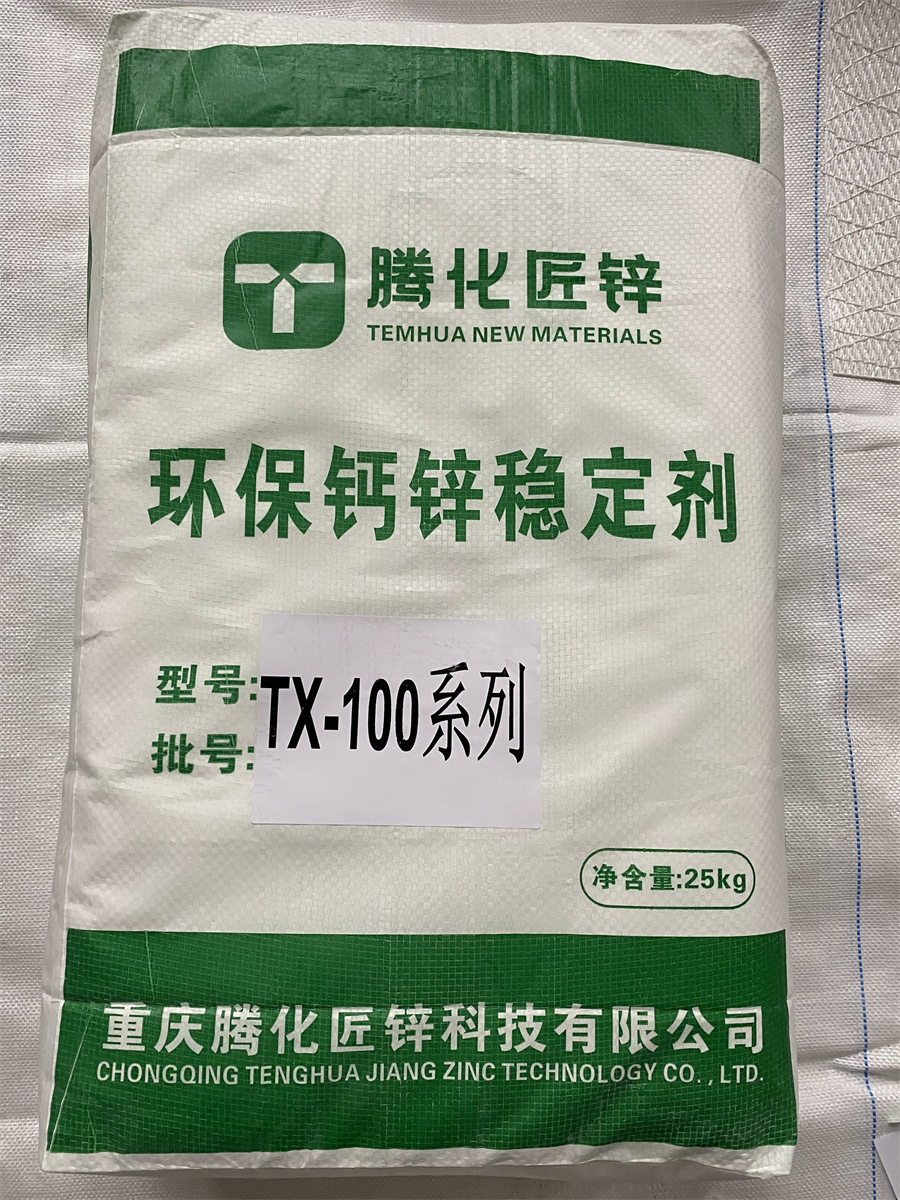 腾化匠锌
TEMHUA NEW MATERIALS
环保钙锌稳定剂
型号:TX-100系列
批号:
净含量:25kg
重庆腾化匠锌科技有限公司
CHONGQING TENGHUA JIANG ZINC TECHNOLOGY CO.,LTD.